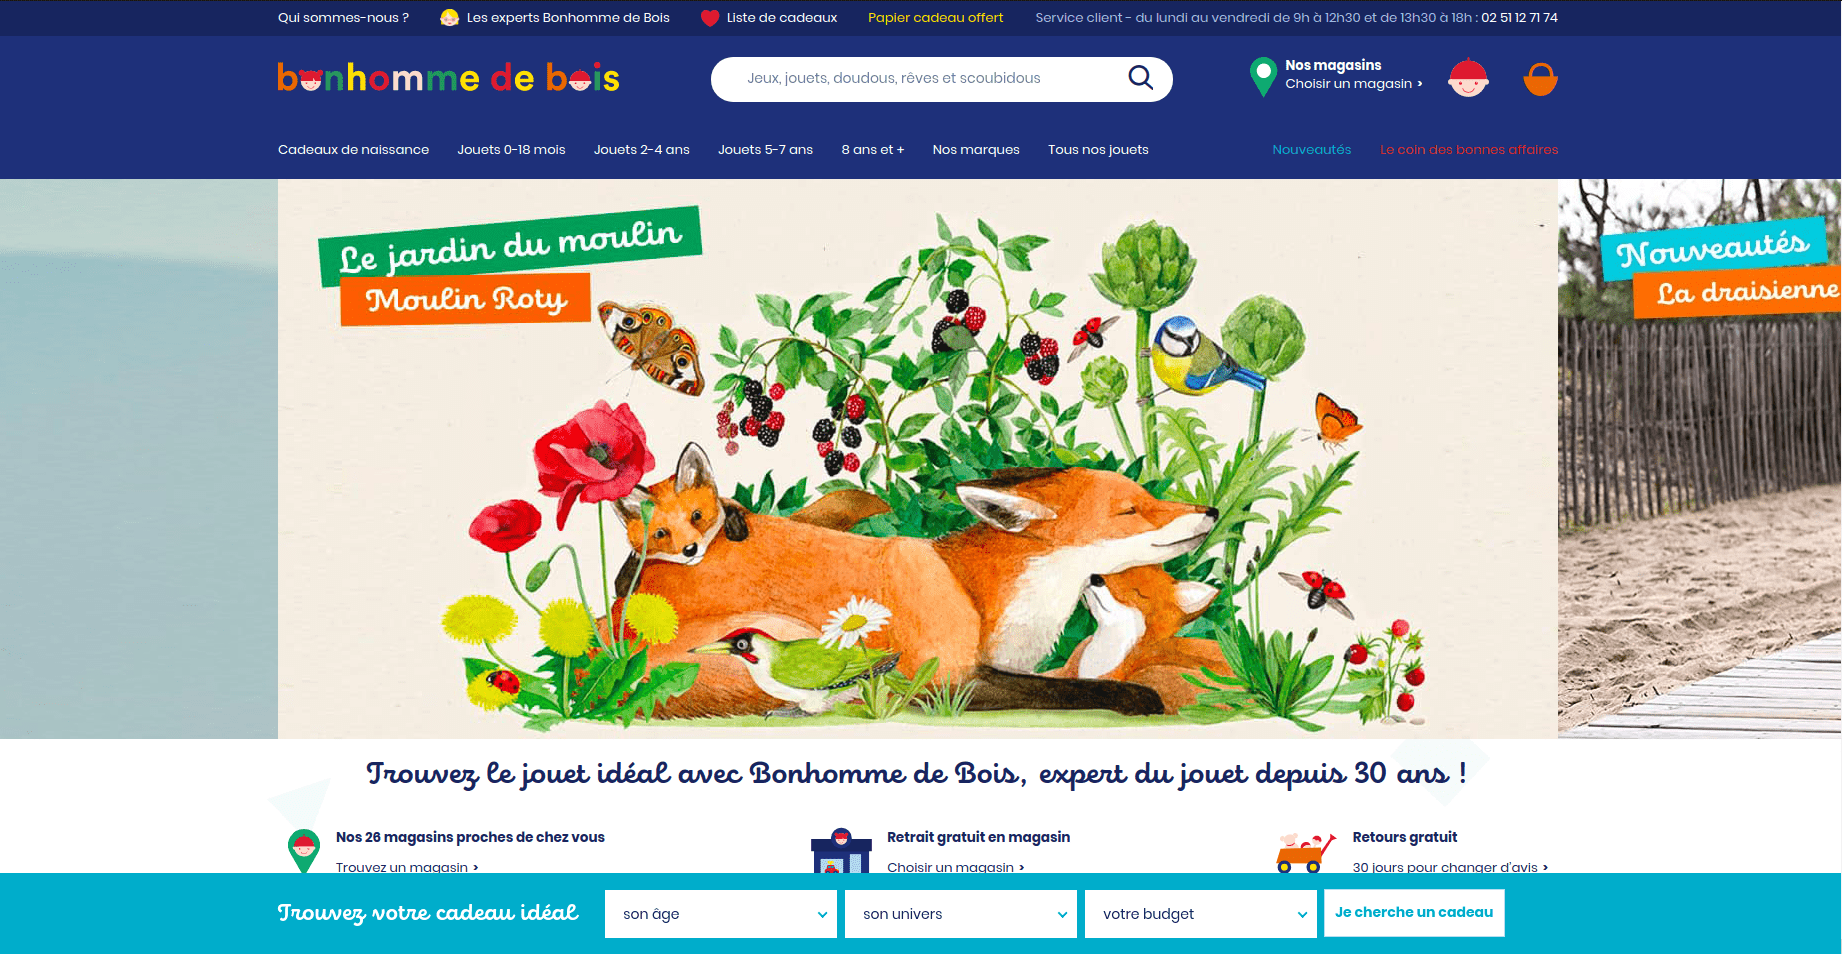 Qui sommes-nous ?
Les experts Bonhomme de Bois
Liste de cadeaux
Papier cadeau offert
Service client - du lundi au vendredi de 9h à 12h30 et de 13h30 à 18h : 02 51 12 71 74
bonhomme de bois
Jeux, jouets, doudous, rêves et scoubidous
Nos magasins
Choisir un magasin >
Cadeaux de naissance
Jouets 0-18 mois
Jouets 2-4 ans
Jouets 5-7 ans
8 ans et +
Nos marques
Tous nos jouets
Nouveautés
Le coin des bonnes affaires
Le jardin du moulin
Moulin Roty
Nouveautés
La draisienne
Trouvez le jouet idéal avec Bonhomme de Bois, expert du jouet depuis 30 ans !
Nos 26 magasins proches de chez vous
Trouvez un magasin >
Retrait gratuit en magasin
Choisir un magasin >
Retours gratuit
30 jours pour changer d'avis >
Trouvez votre cadeau idéal
son âge
son univers
votre budget
Je cherche un cadeau